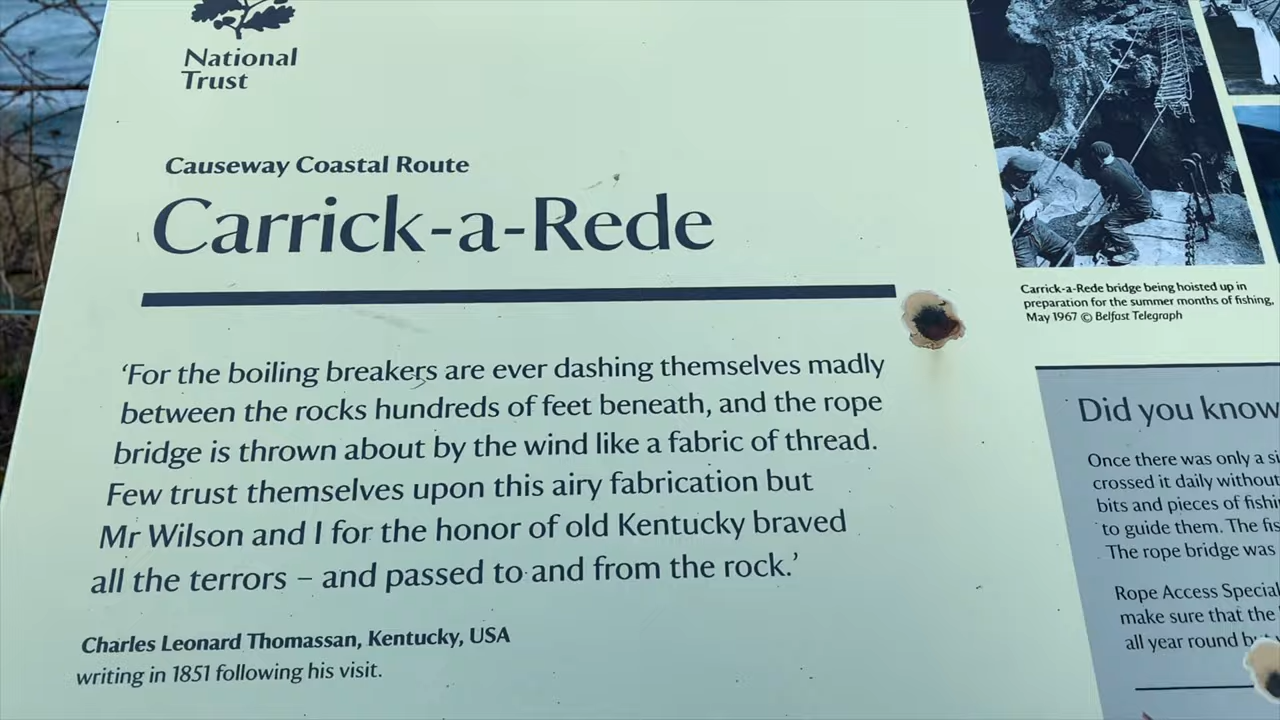 National
Trust
Causeway Coastal Route
Carrick-a-Rede
‘For the boiling breakers are ever dashing themselves madly
between the rocks hundreds of feet beneath, and the rope
bridge is thrown about by the wind like a fabric of thread.
Few trust themselves upon this airy fabrication but
Mr Wilson and I for the honor of old Kentucky braved
all the terrors – and passed to and from the rock.’
Charles Leonard Thomassan, Kentucky, USA
writing in 1851 following his visit.
Carrick-a-Rede bridge being hoisted up in
preparation for the summer months of fishing,
May 1967 © Belfast Telegraph
Did you know
Once there was only a
crossed it daily without
bits and pieces of
to guide them. The
The rope bridge was
Rope Access
make sure that the
all year round